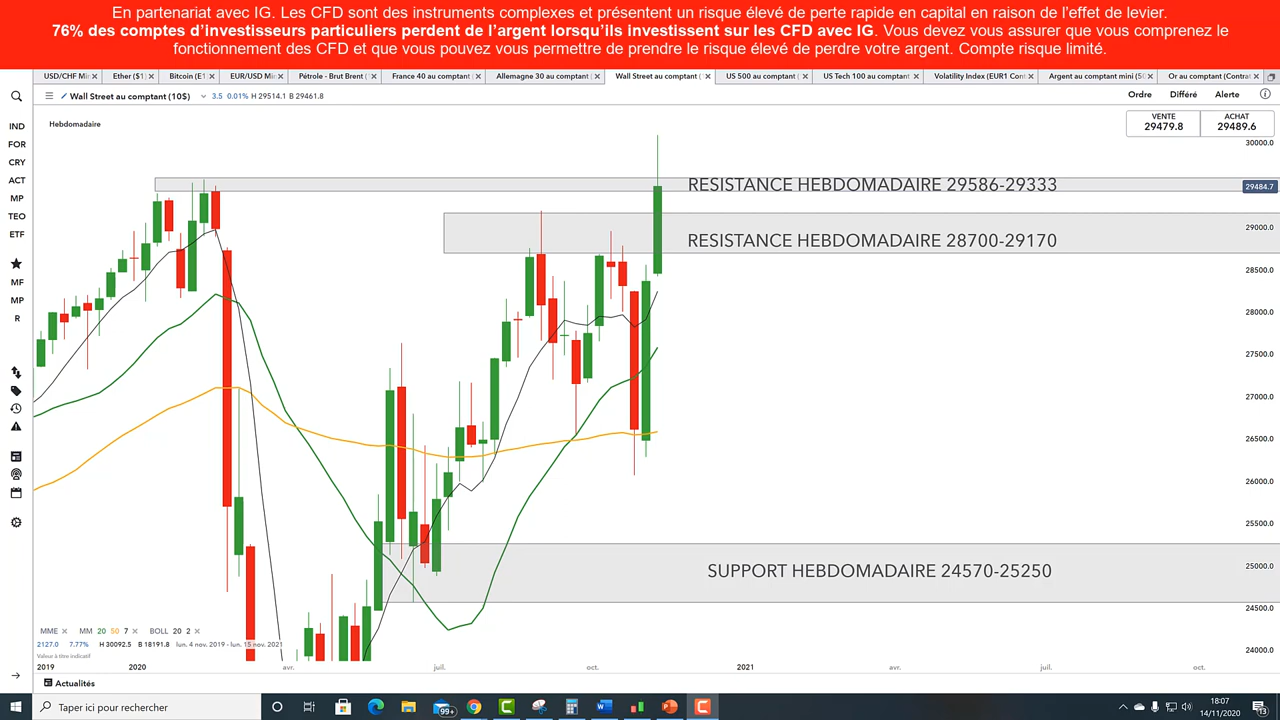 En partenariat avec IG. Les CFD sont des instruments complexes et présentent un risque élevé de perte rapide en capital en raison de l'effet de levier.
76% des comptes d'investisseurs particuliers perdent de l'argent lorsqu'ils investissent sur les CFD avec IG. Vous devez vous assurer que vous comprenez le
fonctionnement des CFD et que vous pouvez vous permettre de prendre le risque élevé de perdre votre argent. Compte risque limité.
USD/CHF Mi Ether ($1) Bitcoin (E1 EUR/USD Mi Pétrole - Brut Brent ( France 40 au comptant ( Allemagne 30 au comptant ( Wall Street au comptant ( US 500 au comptant ( US Tech 100 au comptant Volatility Index (EUR1 Con Argent au comptant mini (50 Or au comptant (Contra
Wall Street au comptant (10$) 3.5 0.01% H 29514.1 B 29461.8 Ordre Différé Alerte
Hebdomadaire
VENTE ACHAT
29479.8 29489.6
IND
FOR
CRY
ACT
MP
TEO
ETF
MF
MP
R
30000.0
RESISTANCE HEBDOMADAIRE 29586-29333
29484.7
29000.0
RESISTANCE HEBDOMADAIRE 28700-29170
28500.0
28000.0
27500.0
27000.0
26500.0
26000.0
25500.0
25000.0
SUPPORT HEBDOMADAIRE 24570-25250
24500.0
24000.0
MME MM 20 50 7 BOLL 20 2
2127.0 7.77% H 30092.5 B 18191.8 lun. 4 nov. 2019 - lun. 15 nov. 2021
Valeur à titre indicatif
2019 2020 avr. juil. oct. 2021 avr. juil. oct.
Actualités
Taper ici pour rechercher
99+
18:07
14/11/2020
13